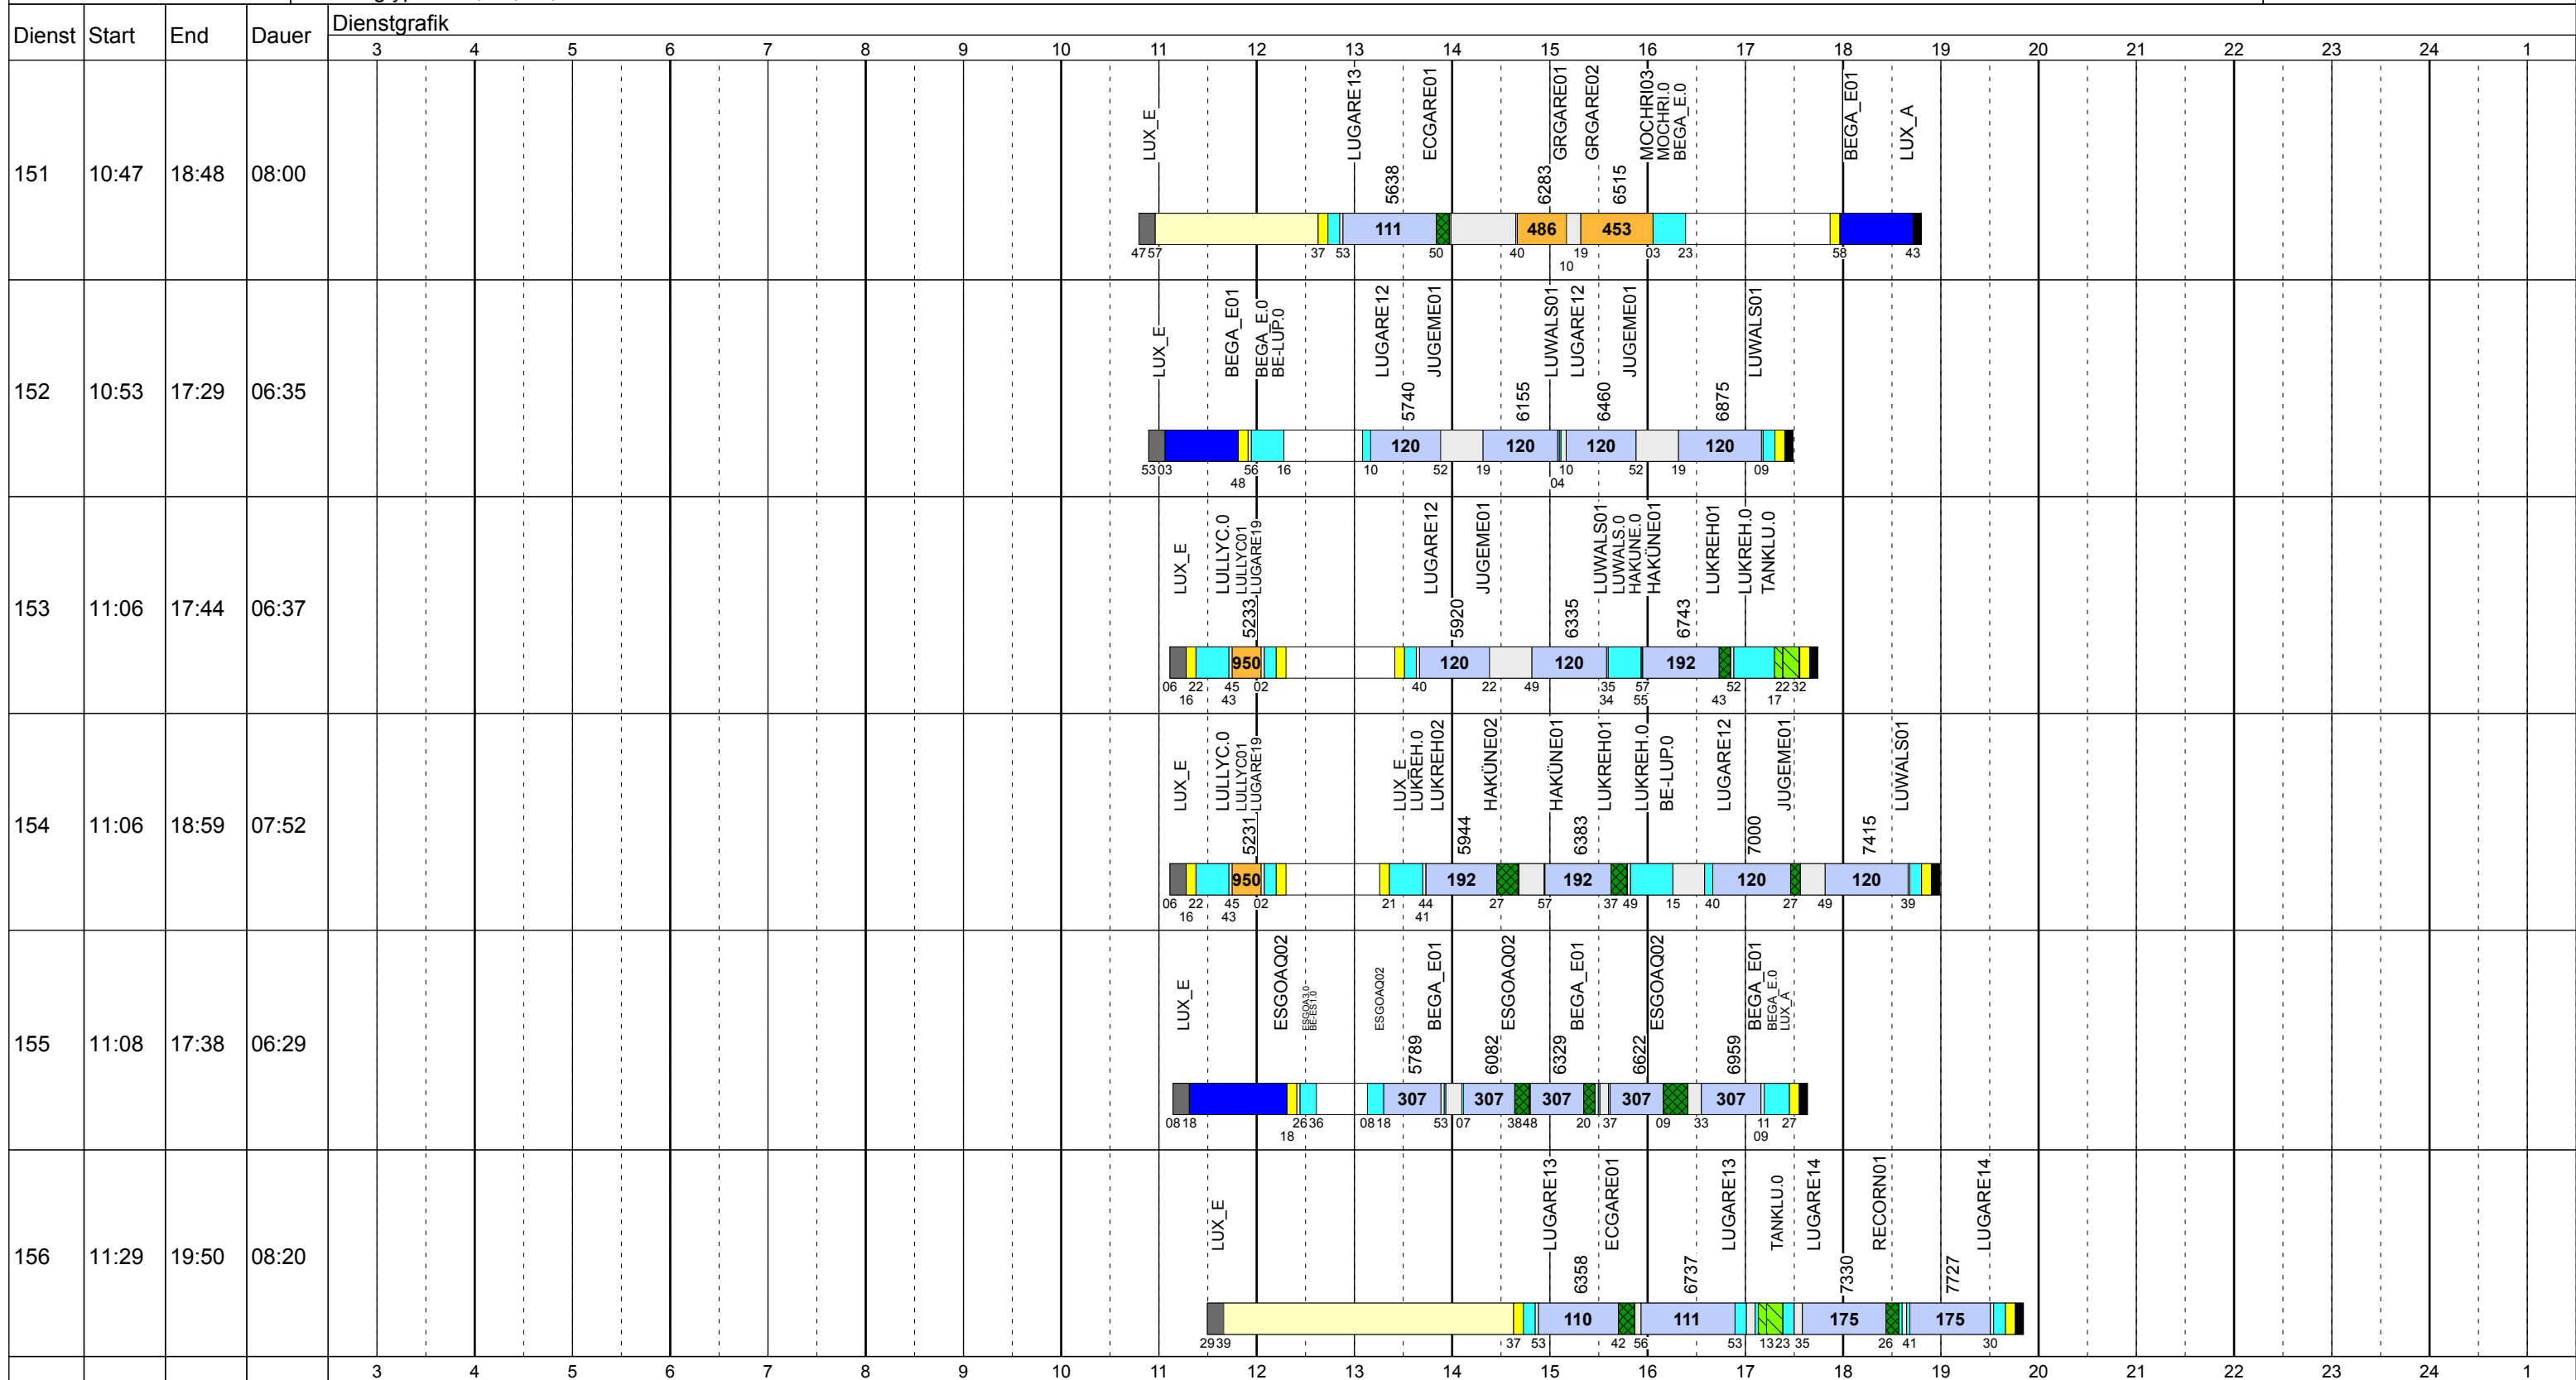 Dienst Start End Dauer Dienstgrafik
3 4 5 6 7 8 9 10 11 12 13 14 15 16 17 18 19 20 21 22 23 24 1
LUX_E LUGARE13 ECGARE01 GRGARE01 GRGARE02 MOCHRI03 MOCHRI.0 BEGA_E.0 BEGA_E01 LUX_A
5638 6283 6515
151 10:47 18:48 08:00
111 486 453
47 57 37 53 50 40 19 03 23 58 43
10
LUX_E BEGA_E01 BEGA_E.0 BE-LUP.0 LUGARE12 JUGEME01 LUWALS01 LUGARE12 JUGEME01 LUWALS01
5740 6155 6460 6875
152 10:53 17:29 06:35
120 120 120 120
53 03 56 16 10 52 19 10 52 19 09
48 04
LUX_E LULLYC.0 LULLYC01 LUGARE19 LUGARE12 JUGEME01 LUWALS01 LUWALS.0 HAKÜNE.0 HAKÜNE01 LUKREH01 LUKREH.0 TANKLU.0
5233 5920 6335 6743
153 11:06 17:44 06:37
950 120 120 192
06 22 45 02 40 22 49 35 57 52 22 32
16 43 34 55 43 17
LUX_E LULLYC.0 LULLYC01 LUGARE19 LUX_E LUKREH.0 LUKREH02 HAKÜNE02 HAKÜNE01 LUKREH01 LUKREH.0 BE-LUP.0 LUGARE12 JUGEME01 LUWALS01
5231 5944 6383 7000 7415
154 11:06 18:59 07:52
950 192 192 120 120
06 22 45 02 21 44 27 57 37 49 15 40 27 49 39
16 43 41
LUX_E ESGOAQ02 ESGOA3.0 BE-ES1.0 ESGOAQ02 BEGA_E01 ESGOAQ02 BEGA_E01 ESGOAQ02 BEGA_E01 BEGA_E.0 LUX_A
5789 6082 6329 6622 6959
155 11:08 17:38 06:29
307 307 307 307 307
08 18 26 36 08 18 53 07 38 48 20 37 09 33 11 27
18 09
LUX_E LUGARE13 ECGARE01 LUGARE13 TANKLU.0 LUGARE14 RECORN01 LUGARE14
6358 6737 7330 7727
156 11:29 19:50 08:20
110 111 175 175
29 39 37 53 42 56 53 13 23 35 26 41 30
3 4 5 6 7 8 9 10 11 12 13 14 15 16 17 18 19 20 21 22 23 24 1